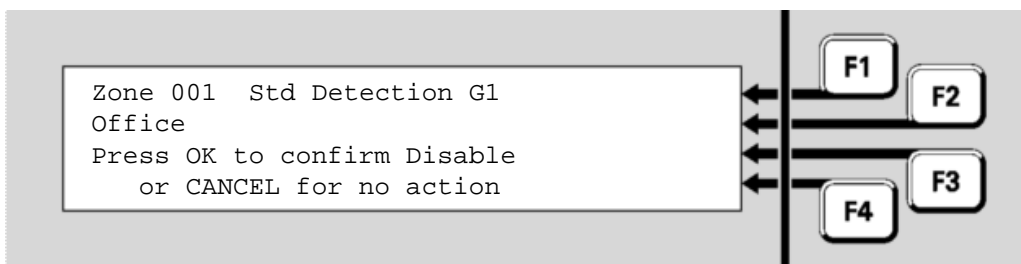 Zone 001  Std Detection G1
Office
Press OK to confirm Disable
or CANCEL for no action
F1
F2
F3
F4